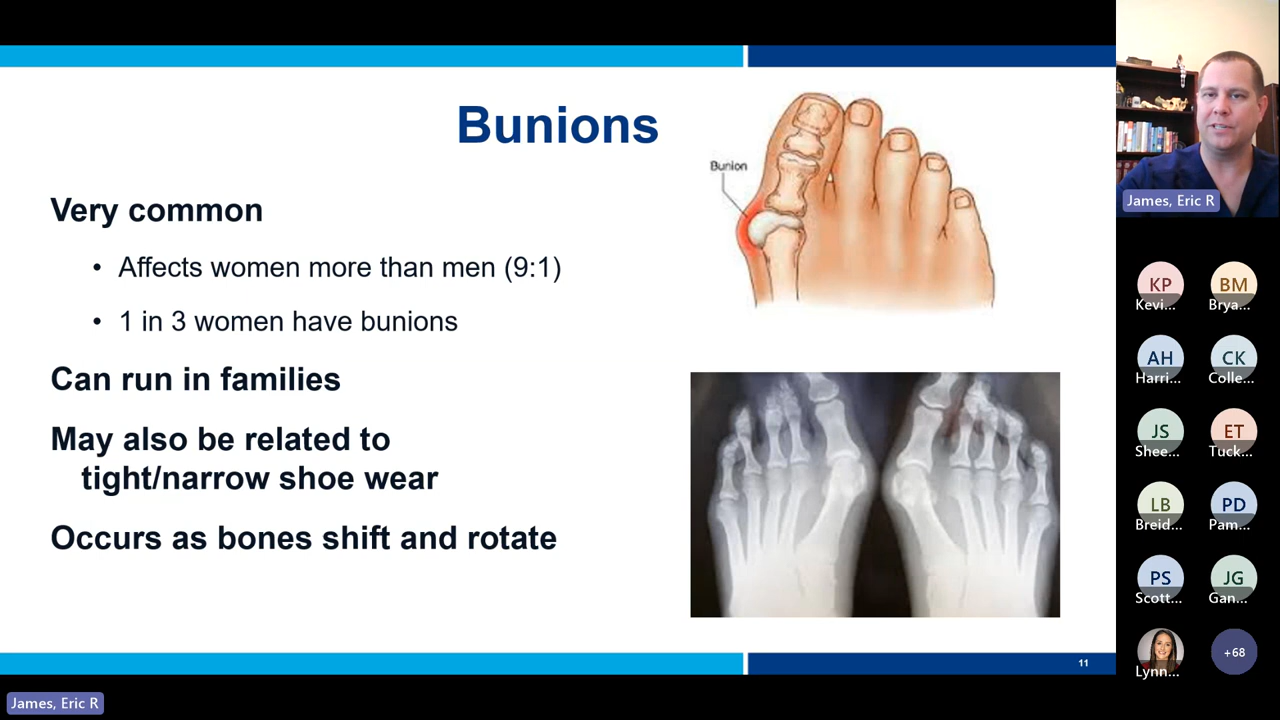 Bunions
Very common
• Affects women more than men (9:1)
• 1 in 3 women have bunions
Can run in families
May also be related to
tight/narrow shoe wear
Occurs as bones shift and rotate
Bunion
11
James, Eric R
James, Eric R
KP
Kevi...
BM
Brya...
AH
Harri...
CK
Colle...
JS
Shee...
ET
Tuck...
LB
Breid...
PD
Pam...
PS
Scott...
JG
Gan...
Lynn...
+68